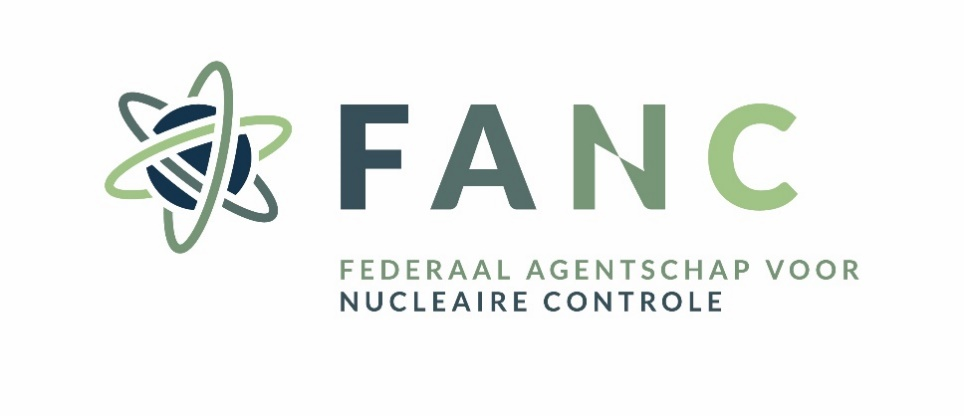 FANC
FEDERAAL AGENTSCHAP VOOR
NUCLEAIRE CONTROLE